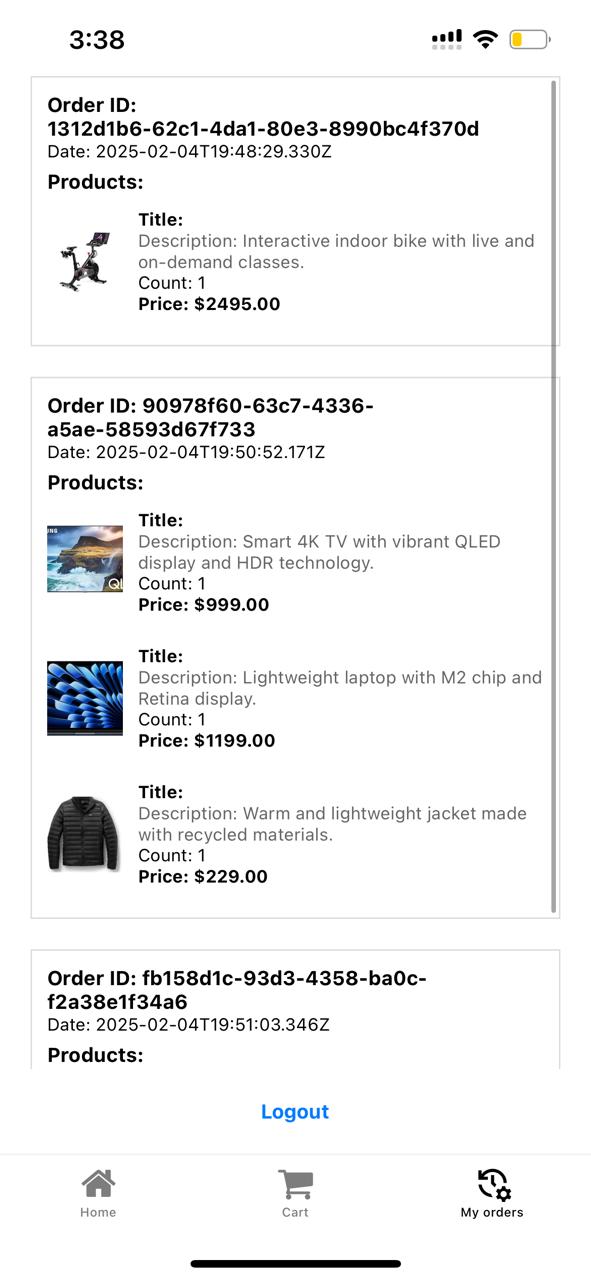 3:38
Order ID:
1312d1b6-62c1-4da1-80e3-8990bc4f370d
Date: 2025-02-04T19:48:29.330Z
Products:
Title:
Description: Interactive indoor bike with live and
on-demand classes.
Count: 1
Price: $2495.00
Order ID: 90978f60-63c7-4336-
a5ae-58593d67f733
Date: 2025-02-04T19:50:52.171Z
Products:
ING
QL
Title:
Description: Smart 4K TV with vibrant QLED
display and HDR technology.
Count: 1
Price: $999.00
Title:
Description: Lightweight laptop with M2 chip and
Retina display.
Count: 1
Price: $1199.00
Title:
Description: Warm and lightweight jacket made
with recycled materials.
Count: 1
Price: $229.00
Order ID: fb158d1c-93d3-4358-ba0c-
f2a38e1f34a6
Date: 2025-02-04T19:51:03.346Z
Products:
Logout
Home
Cart
My orders